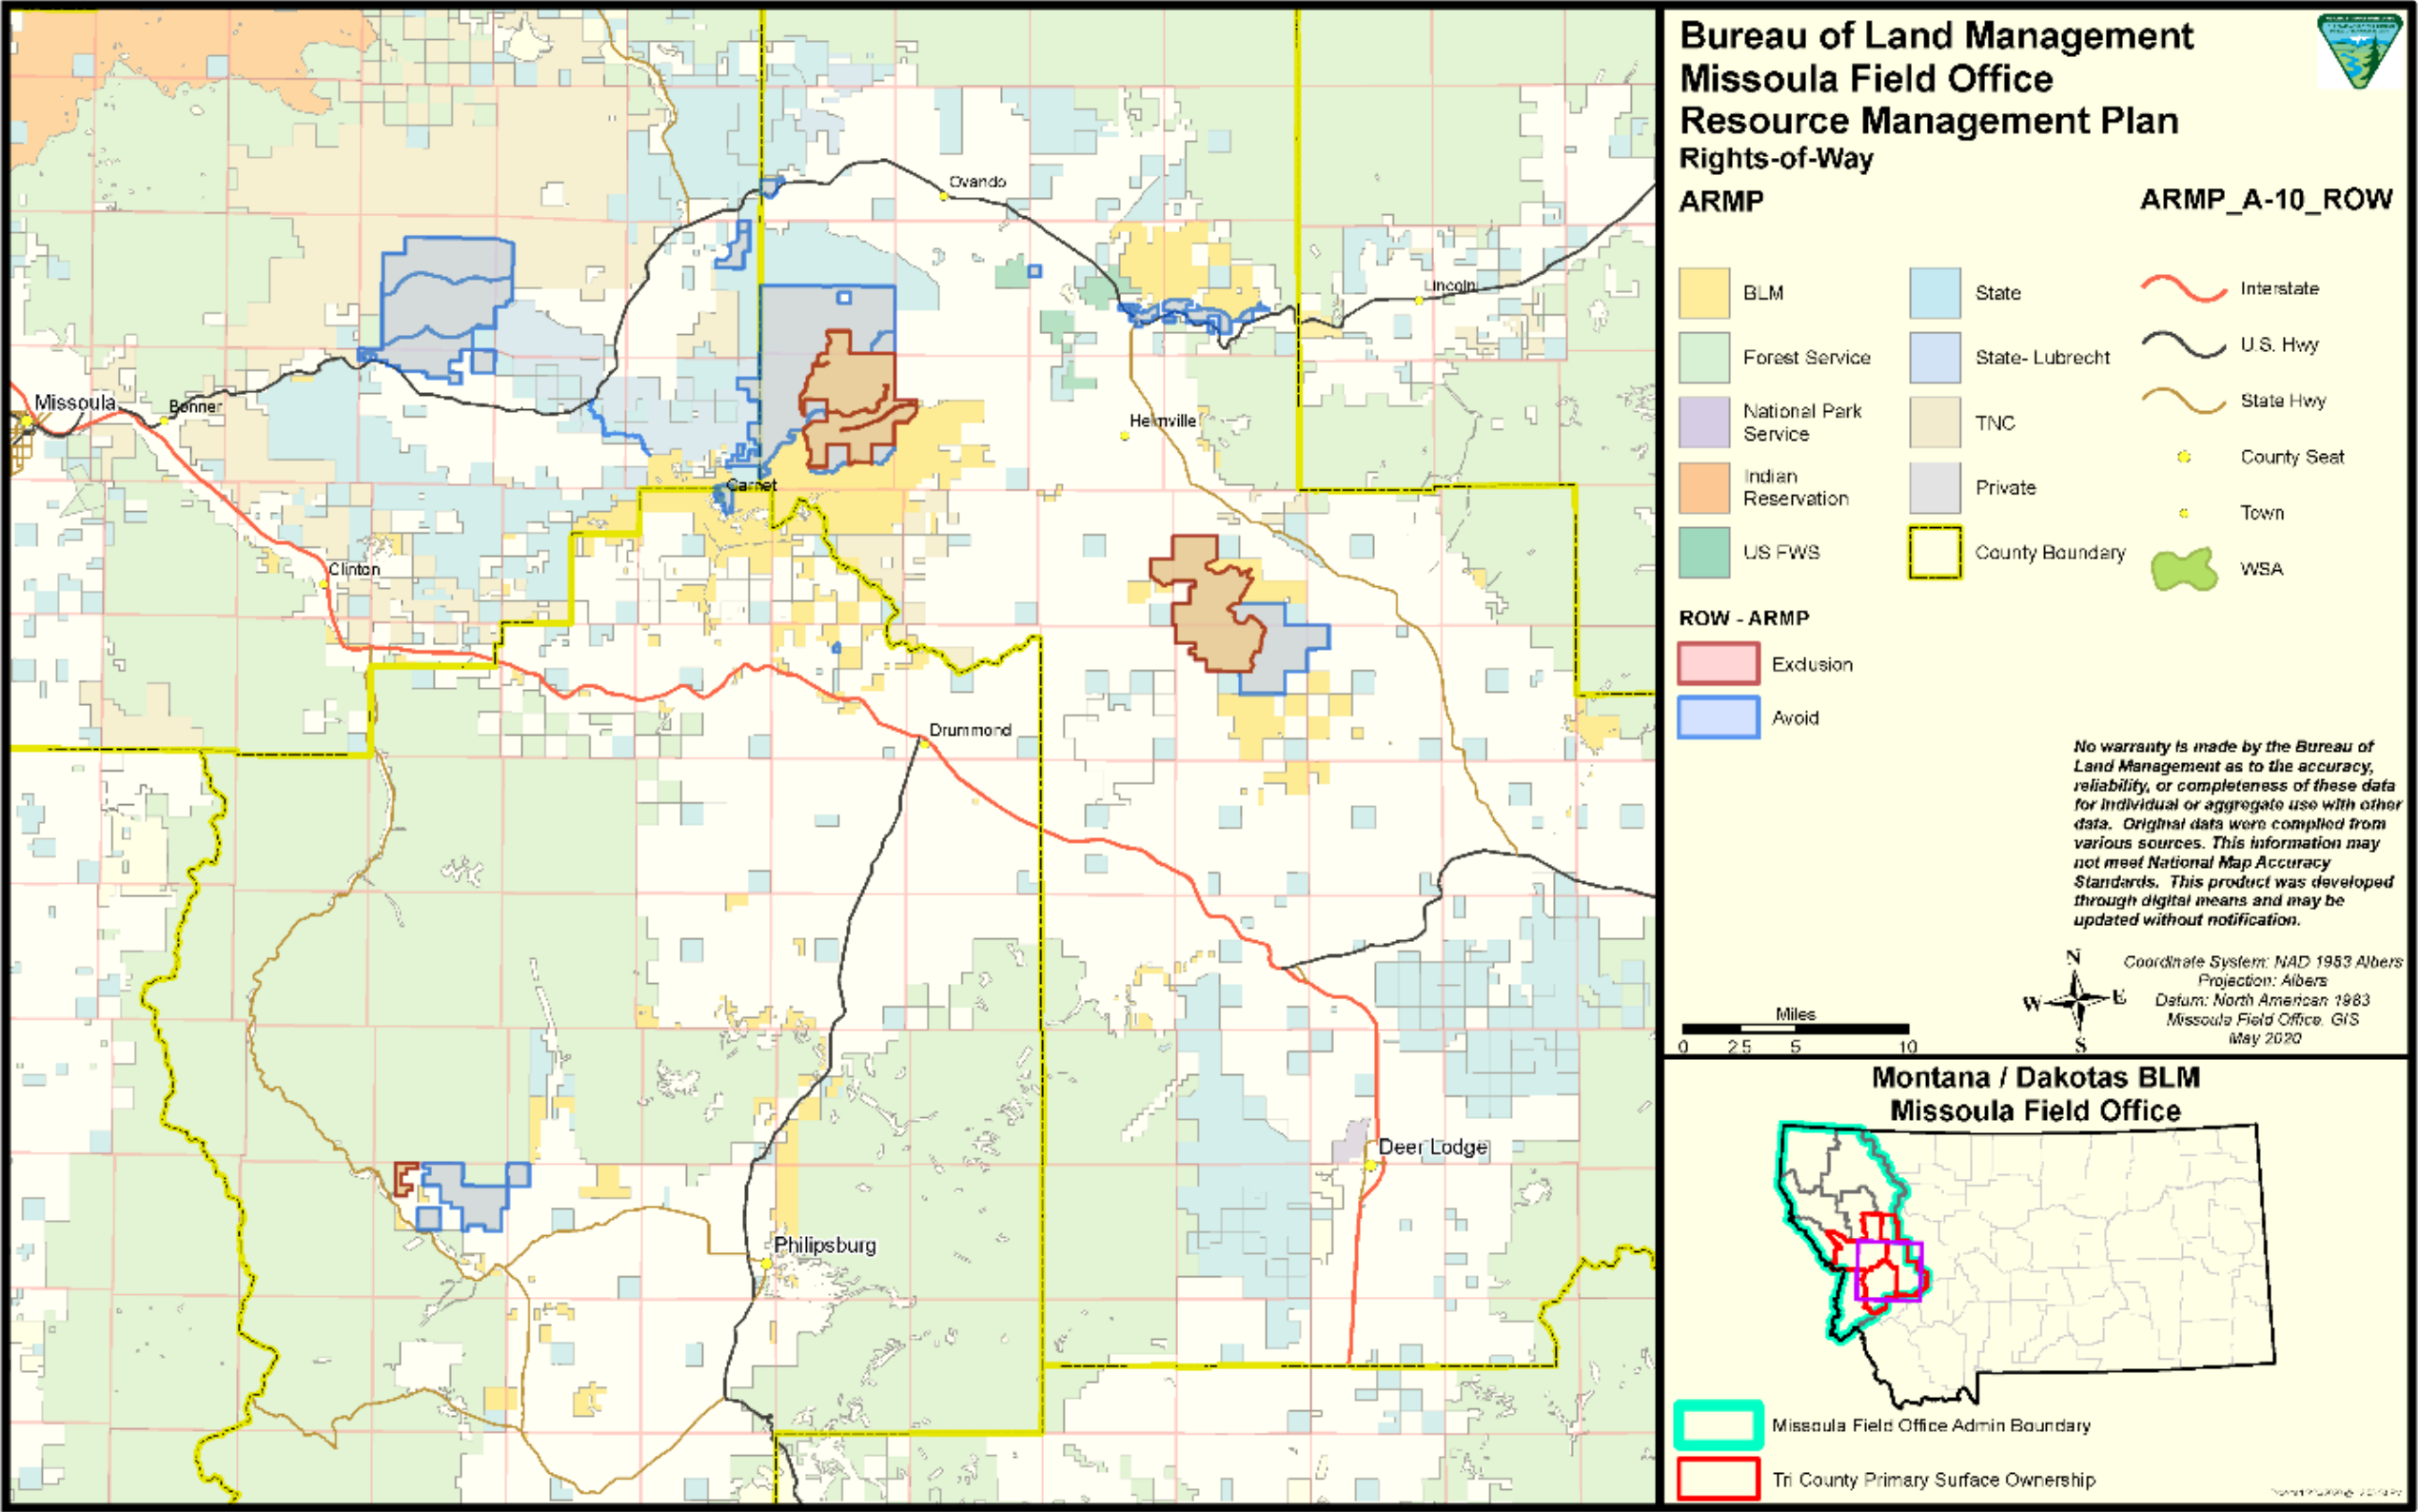 Ovando
Lincoln
Missoula
Bonner
Helmville
Garnet
Clinton
Drummond
Deer Lodge
Philipsburg
Bureau of Land Management
Missoula Field Office
Resource Management Plan
Rights-of-Way
ARMP
ARMP_A-10_ROW
BLM
Forest Service
National Park
Service
Indian
Reservation
US FWS
State
State- Lubrecht
TNC
Private
County Boundary
Interstate
U.S. Hwy
State Hwy
County Seat
Town
WSA
ROW - ARMP
Exclusion
Avoid
No warranty is made by the Bureau of
Land Management as to the accuracy,
reliability, or completeness of these data
for individual or aggregate use with other
data. Original data were compiled from
various sources. This information may
not meet National Map Accuracy
Standards. This product was developed
through digital means and may be
updated without notification.
N
W E
S
Coordinate System: NAD 1983 Albers
Projection: Albers
Datum: North American 1983
Missoula Field Office, GIS
May 2020
Miles
0 2.5 5 10
Montana / Dakotas BLM
Missoula Field Office
Missoula Field Office Admin Boundary
Tri County Primary Surface Ownership